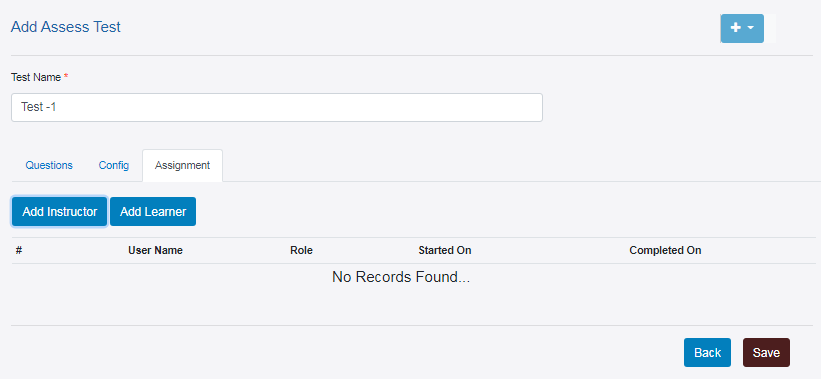 Add Assess Test
Test Name *
Test -1
Questions Config Assignment
Add Instructor Add Learner
# User Name Role Started On Completed On
No Records Found...
Back Save